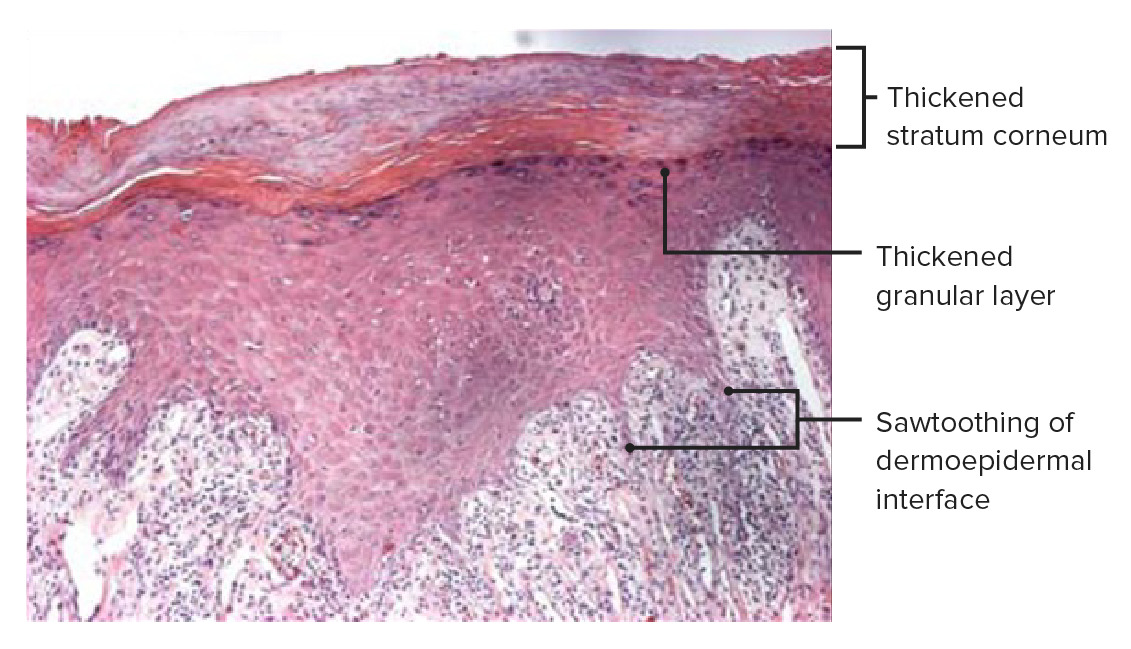 Thickened
stratum corneum
Thickened
granular layer
Sawtoothing of
dermoepidermal
interface